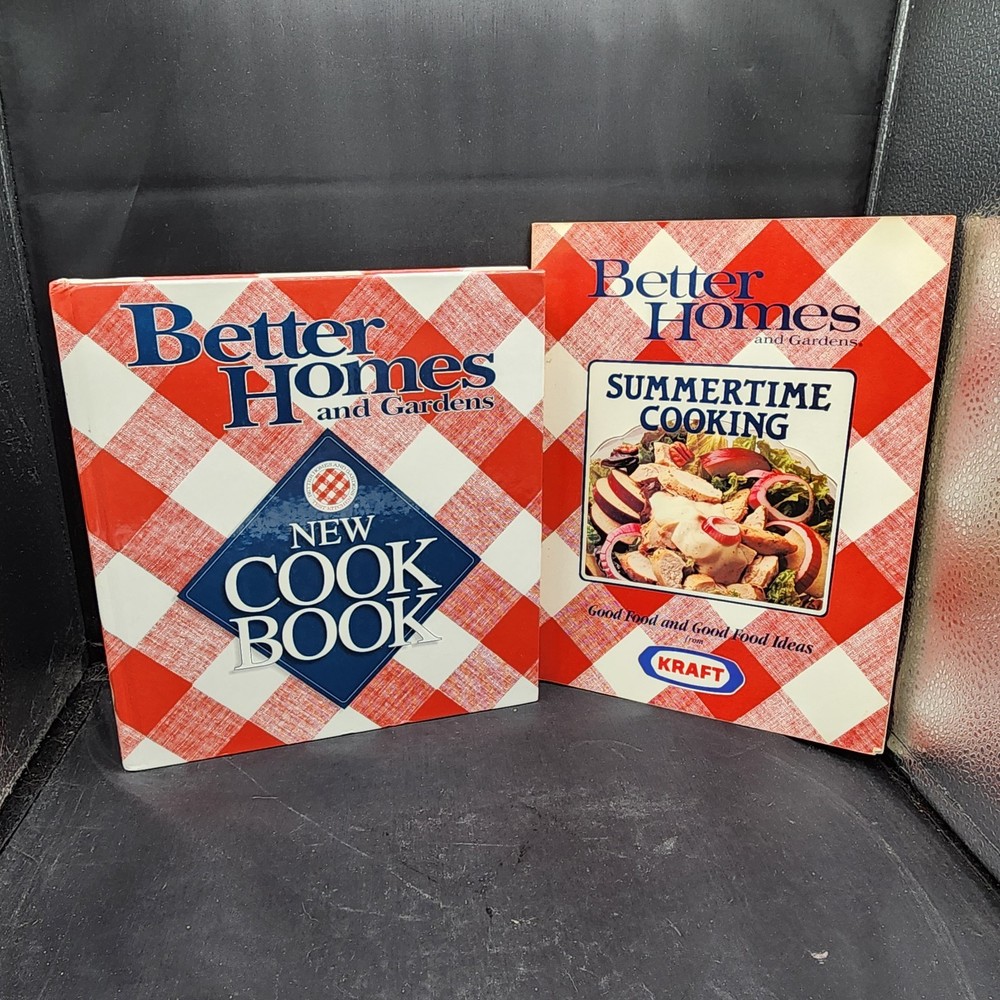 Better
Homes
and Gardens
NEW
COOK
BOOK
Better
Homes
and Gardens®
SUMMERTIME
COOKING
Good Food and Good Food Ideas
from
KRAFT